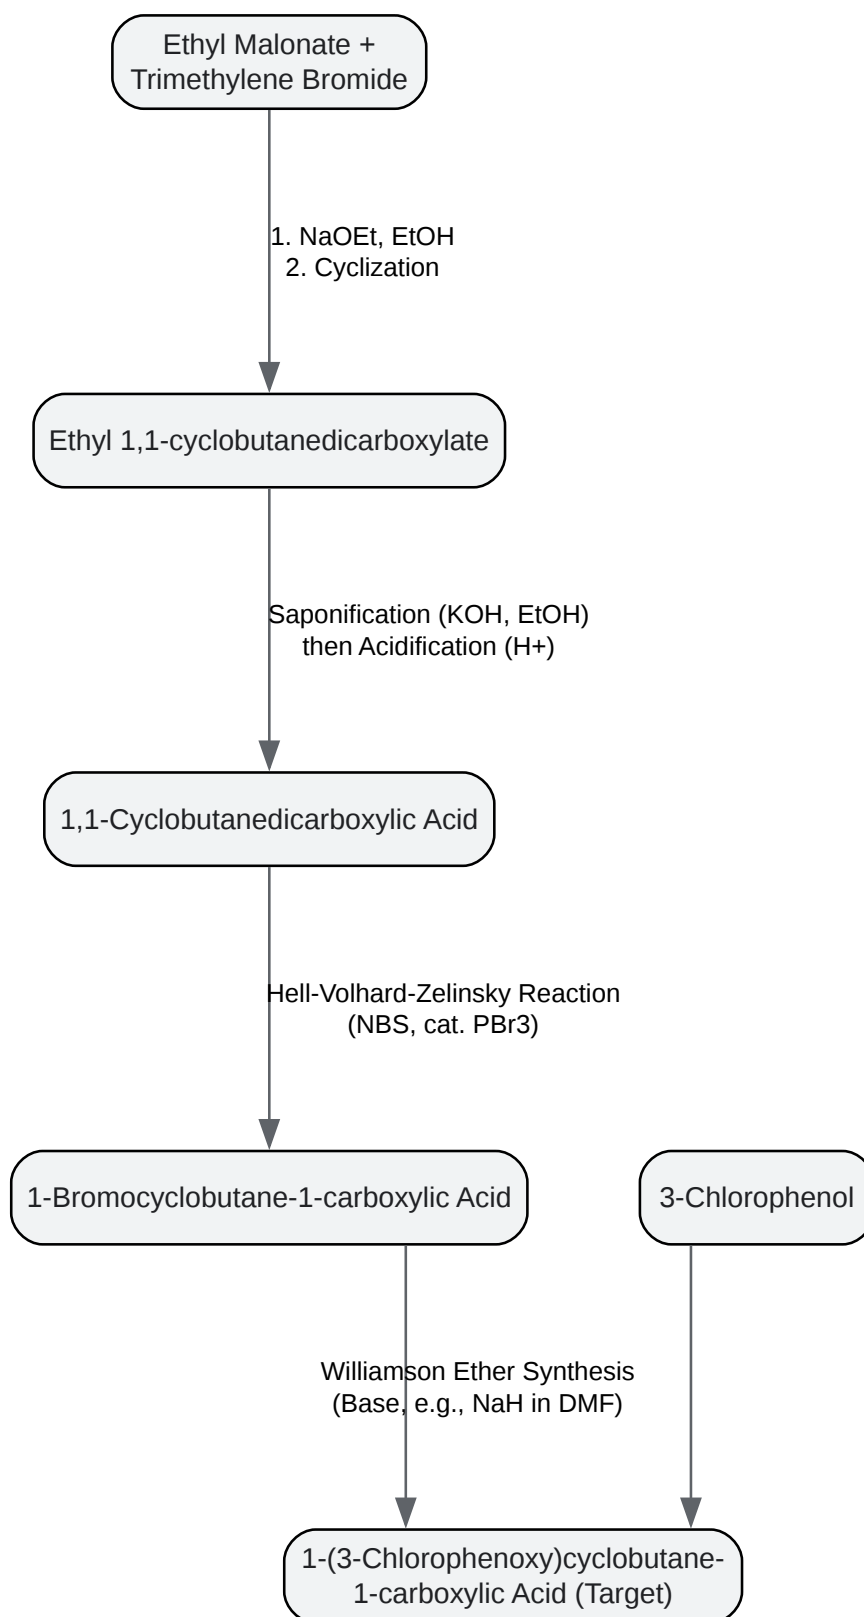 Ethyl Malonate +
Trimethylene Bromide
1. NaOEt, EtOH
2. Cyclization
Ethyl 1,1-cyclobutanedicarboxylate
Saponification (KOH, EtOH)
then Acidification (H+)
1,1-Cyclobutanedicarboxylic Acid
Hell-Volhard-Zelinsky Reaction
(NBS, cat. PBr3)
1-Bromocyclobutane-1-carboxylic Acid
3-Chlorophenol
Williamson Ether Synthesis
(Base, e.g., NaH in DMF)
1-(3-Chlorophenoxy)cyclobutane-
1-carboxylic Acid (Target)